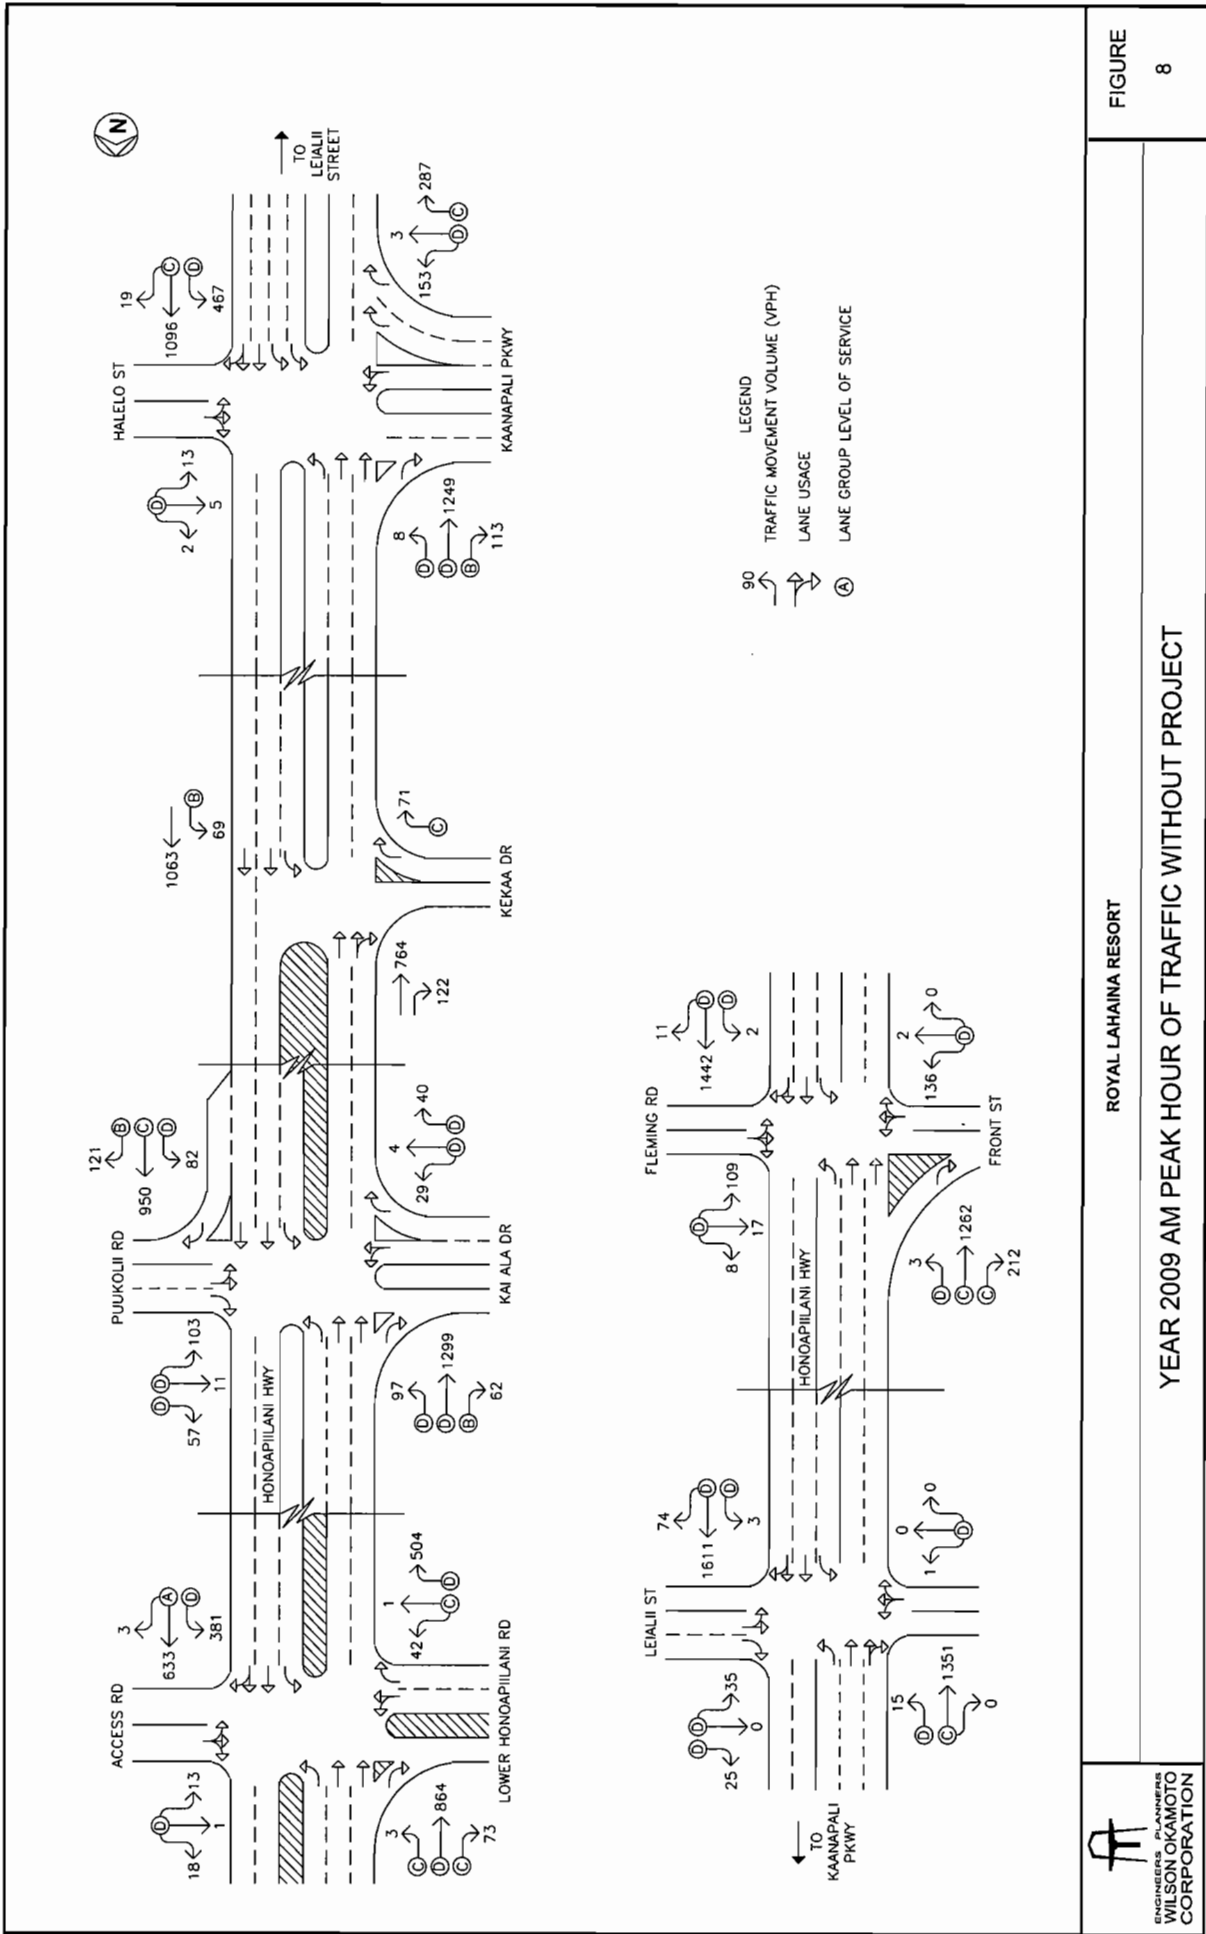 N
ACCESS RD
3
633 A
D
381
18
D
13
1
3
C
D 864
C
73
1
42
C
504
D
LOWER HONOAPIILANI RD
HONOAPIILANI HWY
PUUKOLII RD
121
B
950 C
D
82
57
D D
103
11
97
D
D 1299
B
62
4
29
D
40
D
KAI ALA DR
1063
B
69
764
122
71
C
KEKAA DR
HALELO ST
19
1096 C
D
467
2
D
13
5
8
D
D 1249
B
113
3
153
D
287
C
KAANAPALI PKWY
TO
LEIALII
STREET
LEIALII ST
74
1611 D
D
3
25
D D
35
0
15
D
C 1351
0
0
1
D
0
TO
KAANAPALI
PKWY
HONOAPIILANI HWY
FLEMING RD
11
1442 D
D
2
8
D
109
17
3
D
C 1262
C
212
2
136
D
0
FRONT ST
LEGEND
90
TRAFFIC MOVEMENT VOLUME (VPH)
LANE USAGE
A LANE GROUP LEVEL OF SERVICE
ENGINEERS PLANNERS
WILSON OKAMOTO
CORPORATION
ROYAL LAHAINA RESORT
YEAR 2009 AM PEAK HOUR OF TRAFFIC WITHOUT PROJECT
FIGURE
8